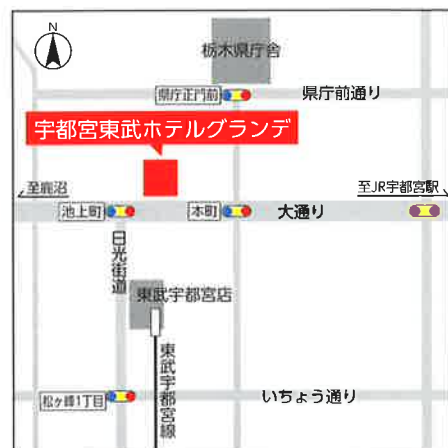 N
栃木県庁舎
県庁正門前
県庁前通り
宇都宮東武ホテルグランデ
至鹿沼
至JR宇都宮駅
池上町
本町
大通り
日光街道
東武宇都宮店
東武宇都宮線
松ヶ峰1丁目
いちょう通り